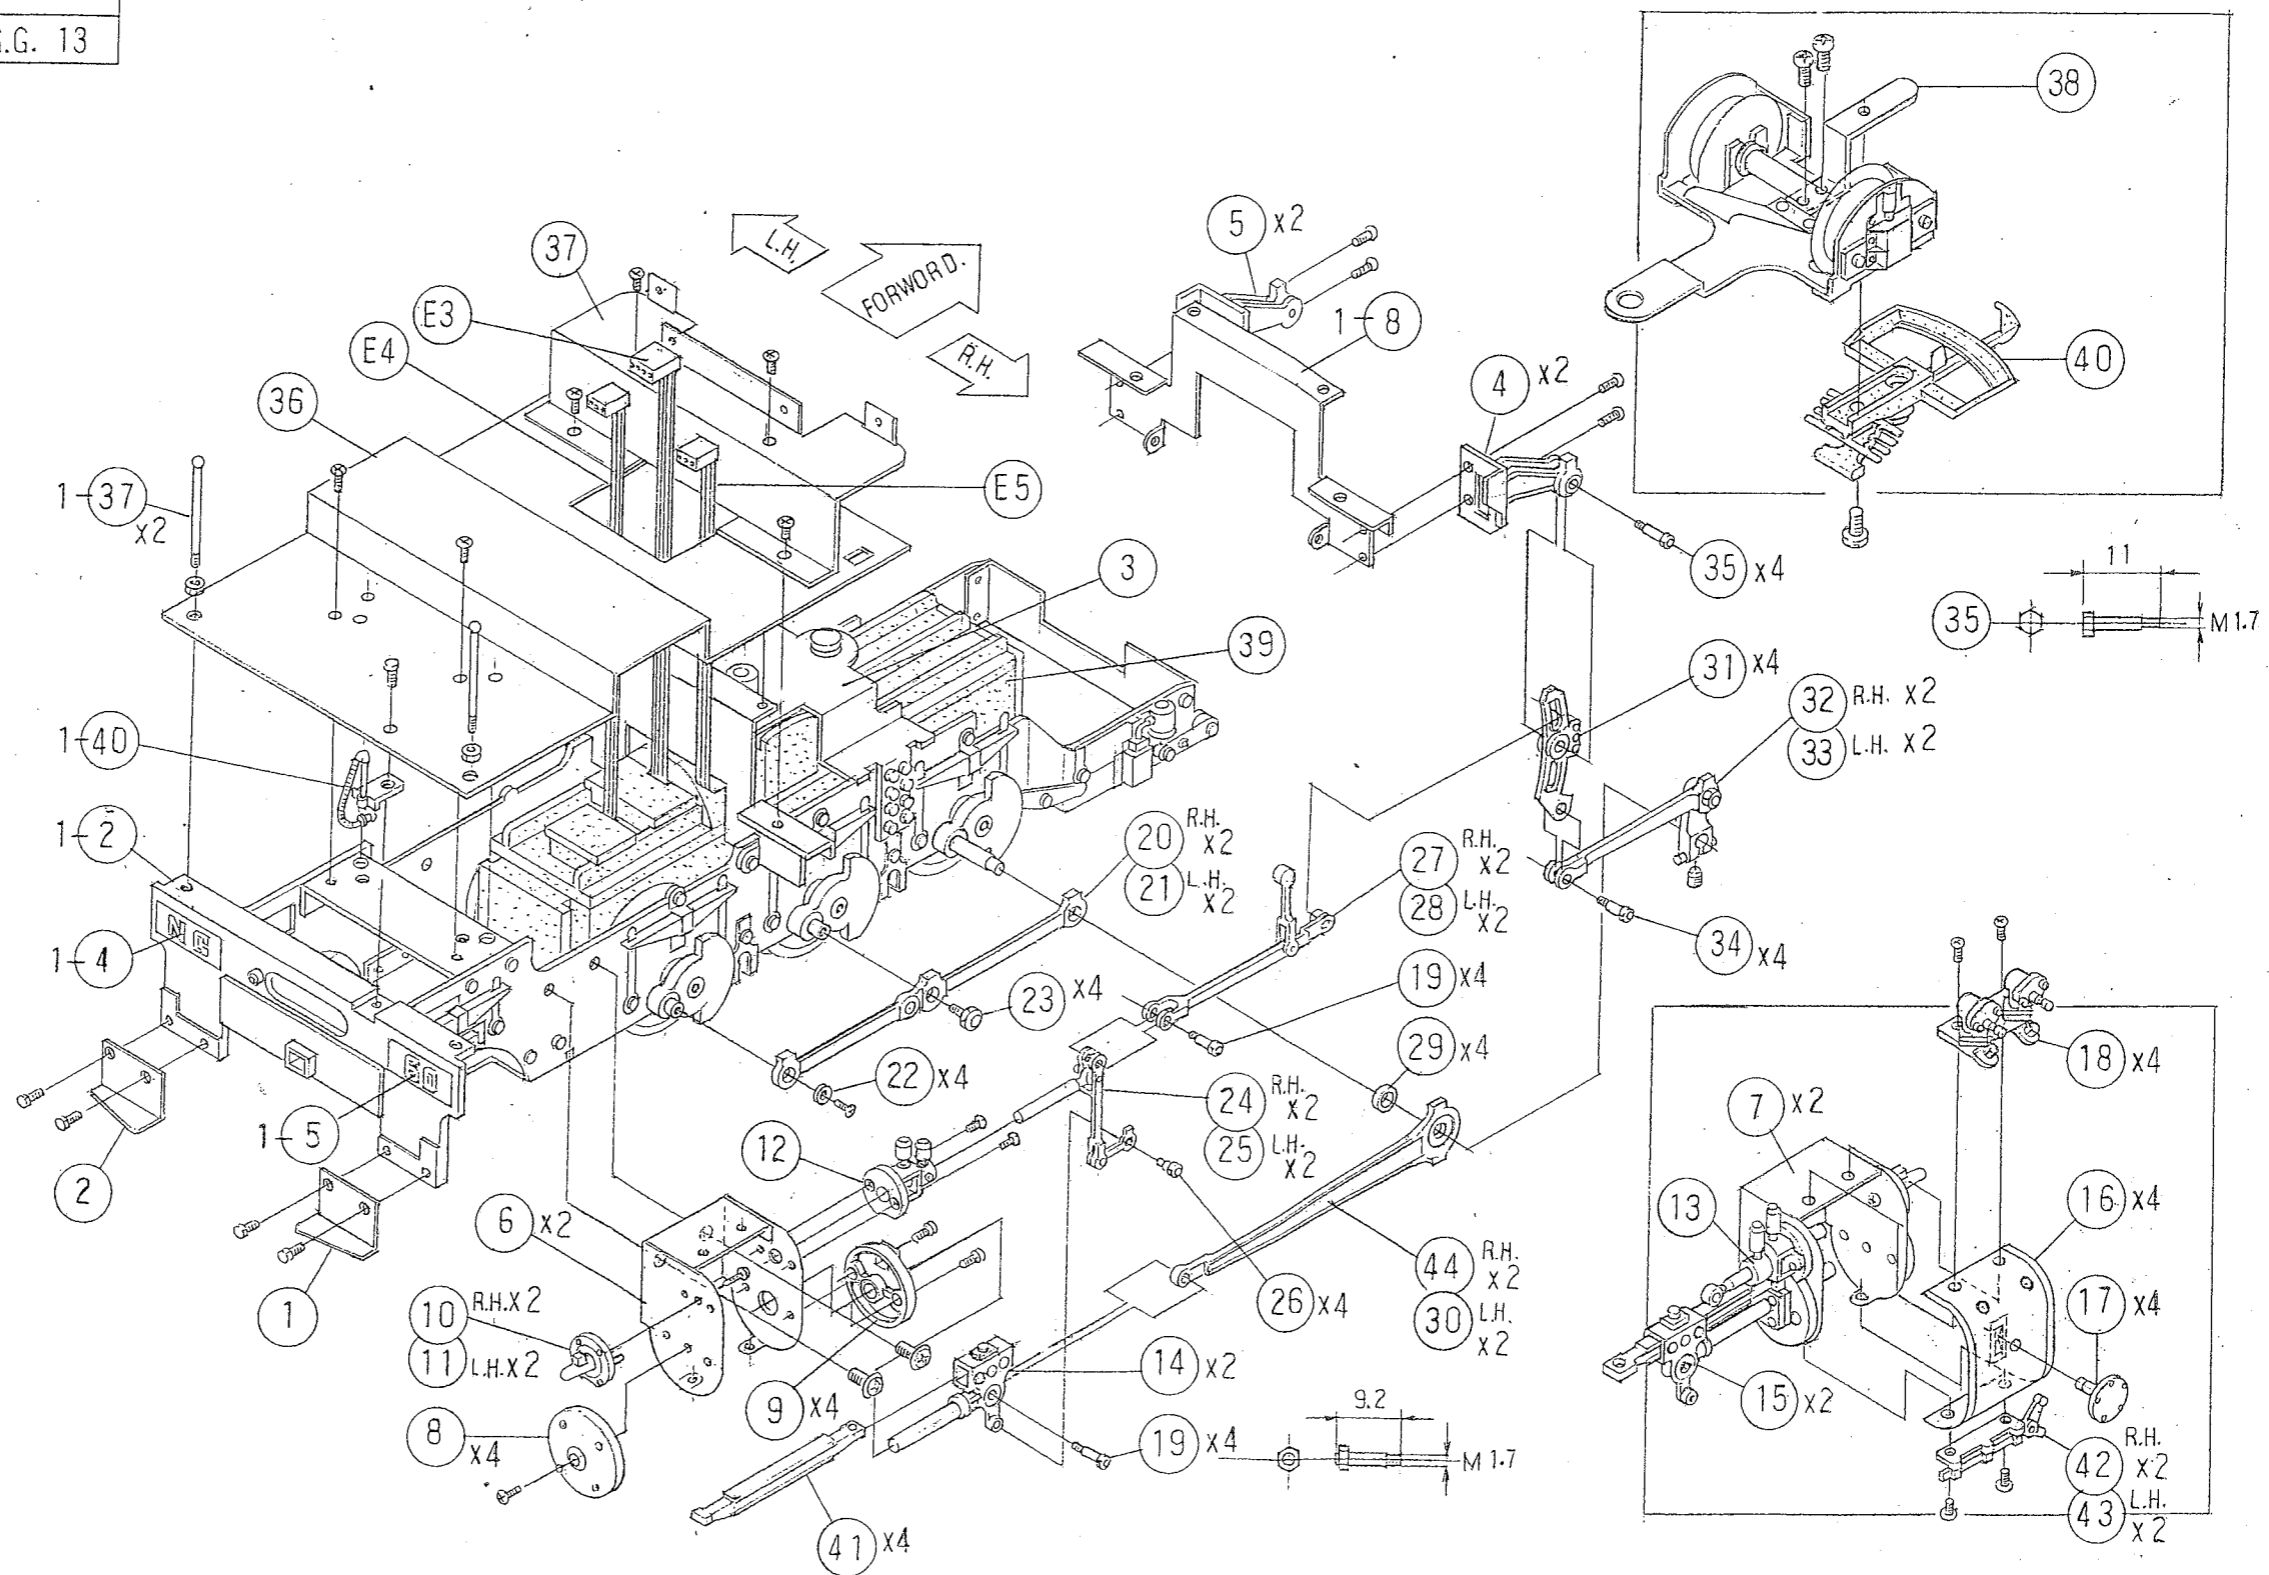 G.G. 13
38
5 x2
37
L.H.
FORWORD.
R.H.
E3
1-8
E4
4 x2
40
36
1-37
x2
E5
35 x4
11
3
35
M1.7
39
31 x4
32 R.H. x2
33 L.H. x2
1-40
1-2
20 R.H.
x2
21 L.H.
x2
27 R.H.
x2
28 L.H.
x2
1-4
34 x4
23 x4
19 x4
18 x4
22 x4
29 x4
24 R.H.
x2
25 L.H.
x2
7 x2
1-5
12
2
16 x4
6 x2
13
44 R.H.
x2
30 L.H.
x2
1
10 R.H.X2
11 L.H.X2
26 x4
17 x4
14 x2
15 x2
9 x4
8
x4
9.2
19 x4
M1.7
42 R.H.
x2
43 L.H.
x2
41 x4